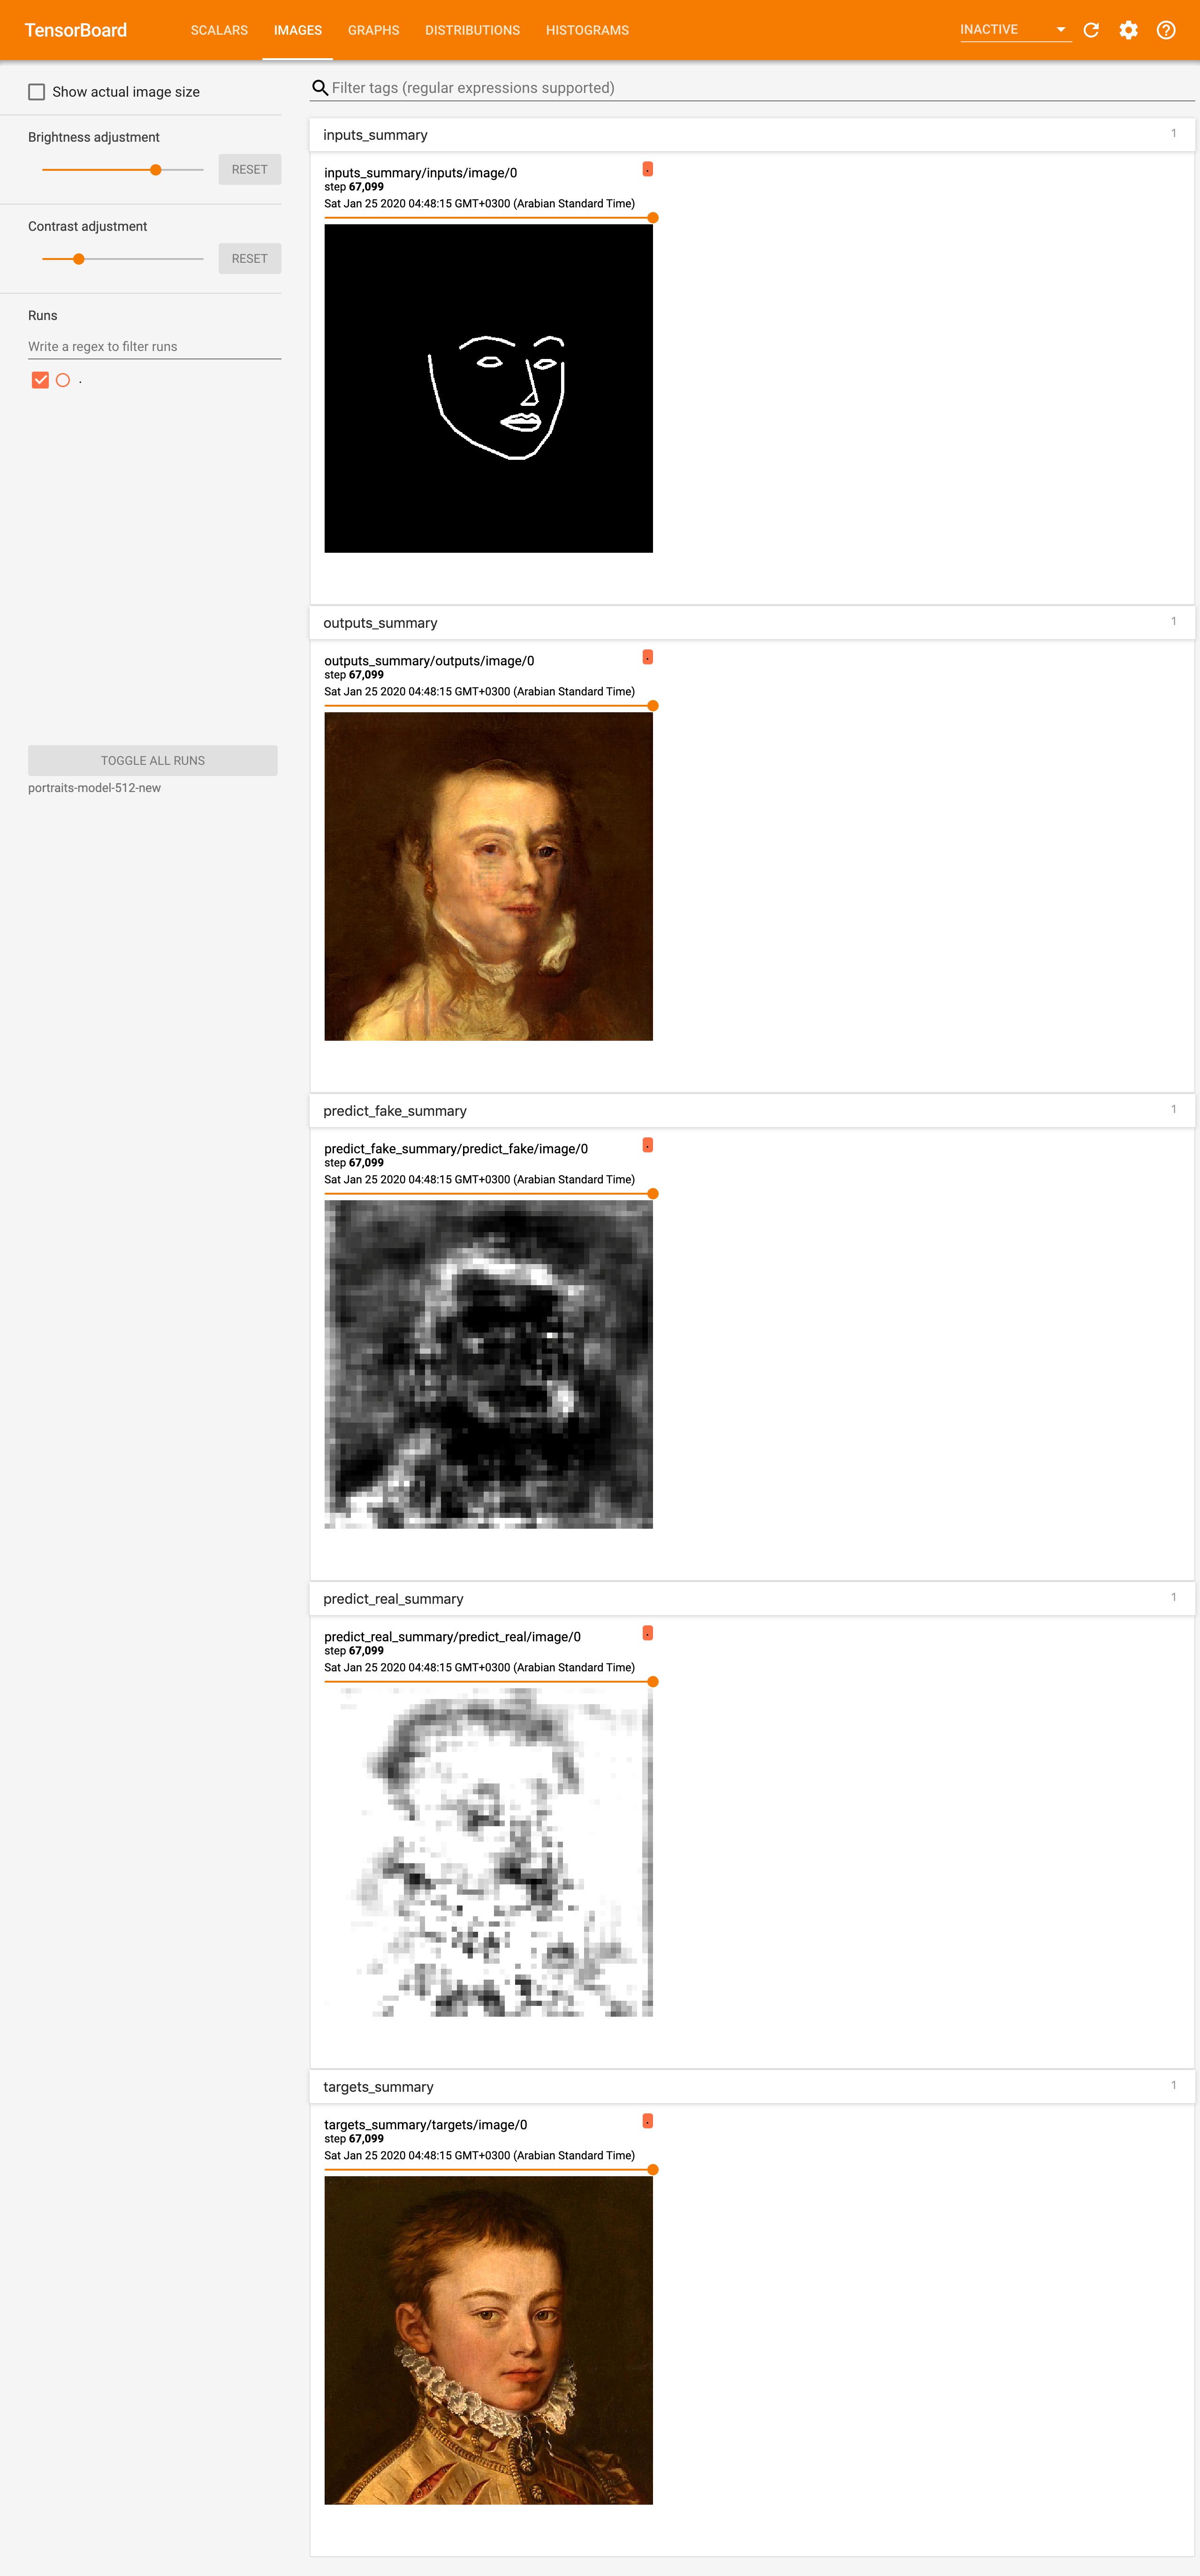 TensorBoard SCALARS IMAGES GRAPHS DISTRIBUTIONS HISTOGRAMS INACTIVE
Show actual image size
Brightness adjustment
RESET
Contrast adjustment
RESET
Runs
Write a regex to filter runs
.
TOGGLE ALL RUNS
portraits-model-512-new
Filter tags (regular expressions supported)
inputs_summary 1
inputs_summary/inputs/image/0 .
step 67,099
Sat Jan 25 2020 04:48:15 GMT+0300 (Arabian Standard Time)
outputs_summary 1
outputs_summary/outputs/image/0 .
step 67,099
Sat Jan 25 2020 04:48:15 GMT+0300 (Arabian Standard Time)
predict_fake_summary 1
predict_fake_summary/predict_fake/image/0 .
step 67,099
Sat Jan 25 2020 04:48:15 GMT+0300 (Arabian Standard Time)
predict_real_summary 1
predict_real_summary/predict_real/image/0 .
step 67,099
Sat Jan 25 2020 04:48:15 GMT+0300 (Arabian Standard Time)
targets_summary 1
targets_summary/targets/image/0 .
step 67,099
Sat Jan 25 2020 04:48:15 GMT+0300 (Arabian Standard Time)